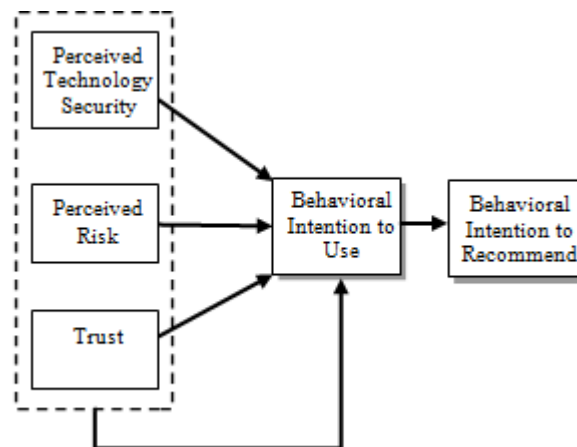 Perceived
Technology
Security
Perceived
Risk
Trust
Behavioral
Intention to
Use
Behavioral
Intention to
Recommend